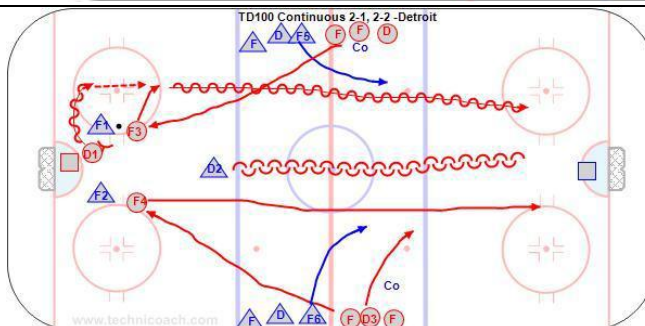 TD100 Continuous 2-1, 2-2 -Detroit
F D F5 F F D
Co
F1 F3
D1
D2
F2 F4
Co
F D F6 F D3 F
www.technicoach.com